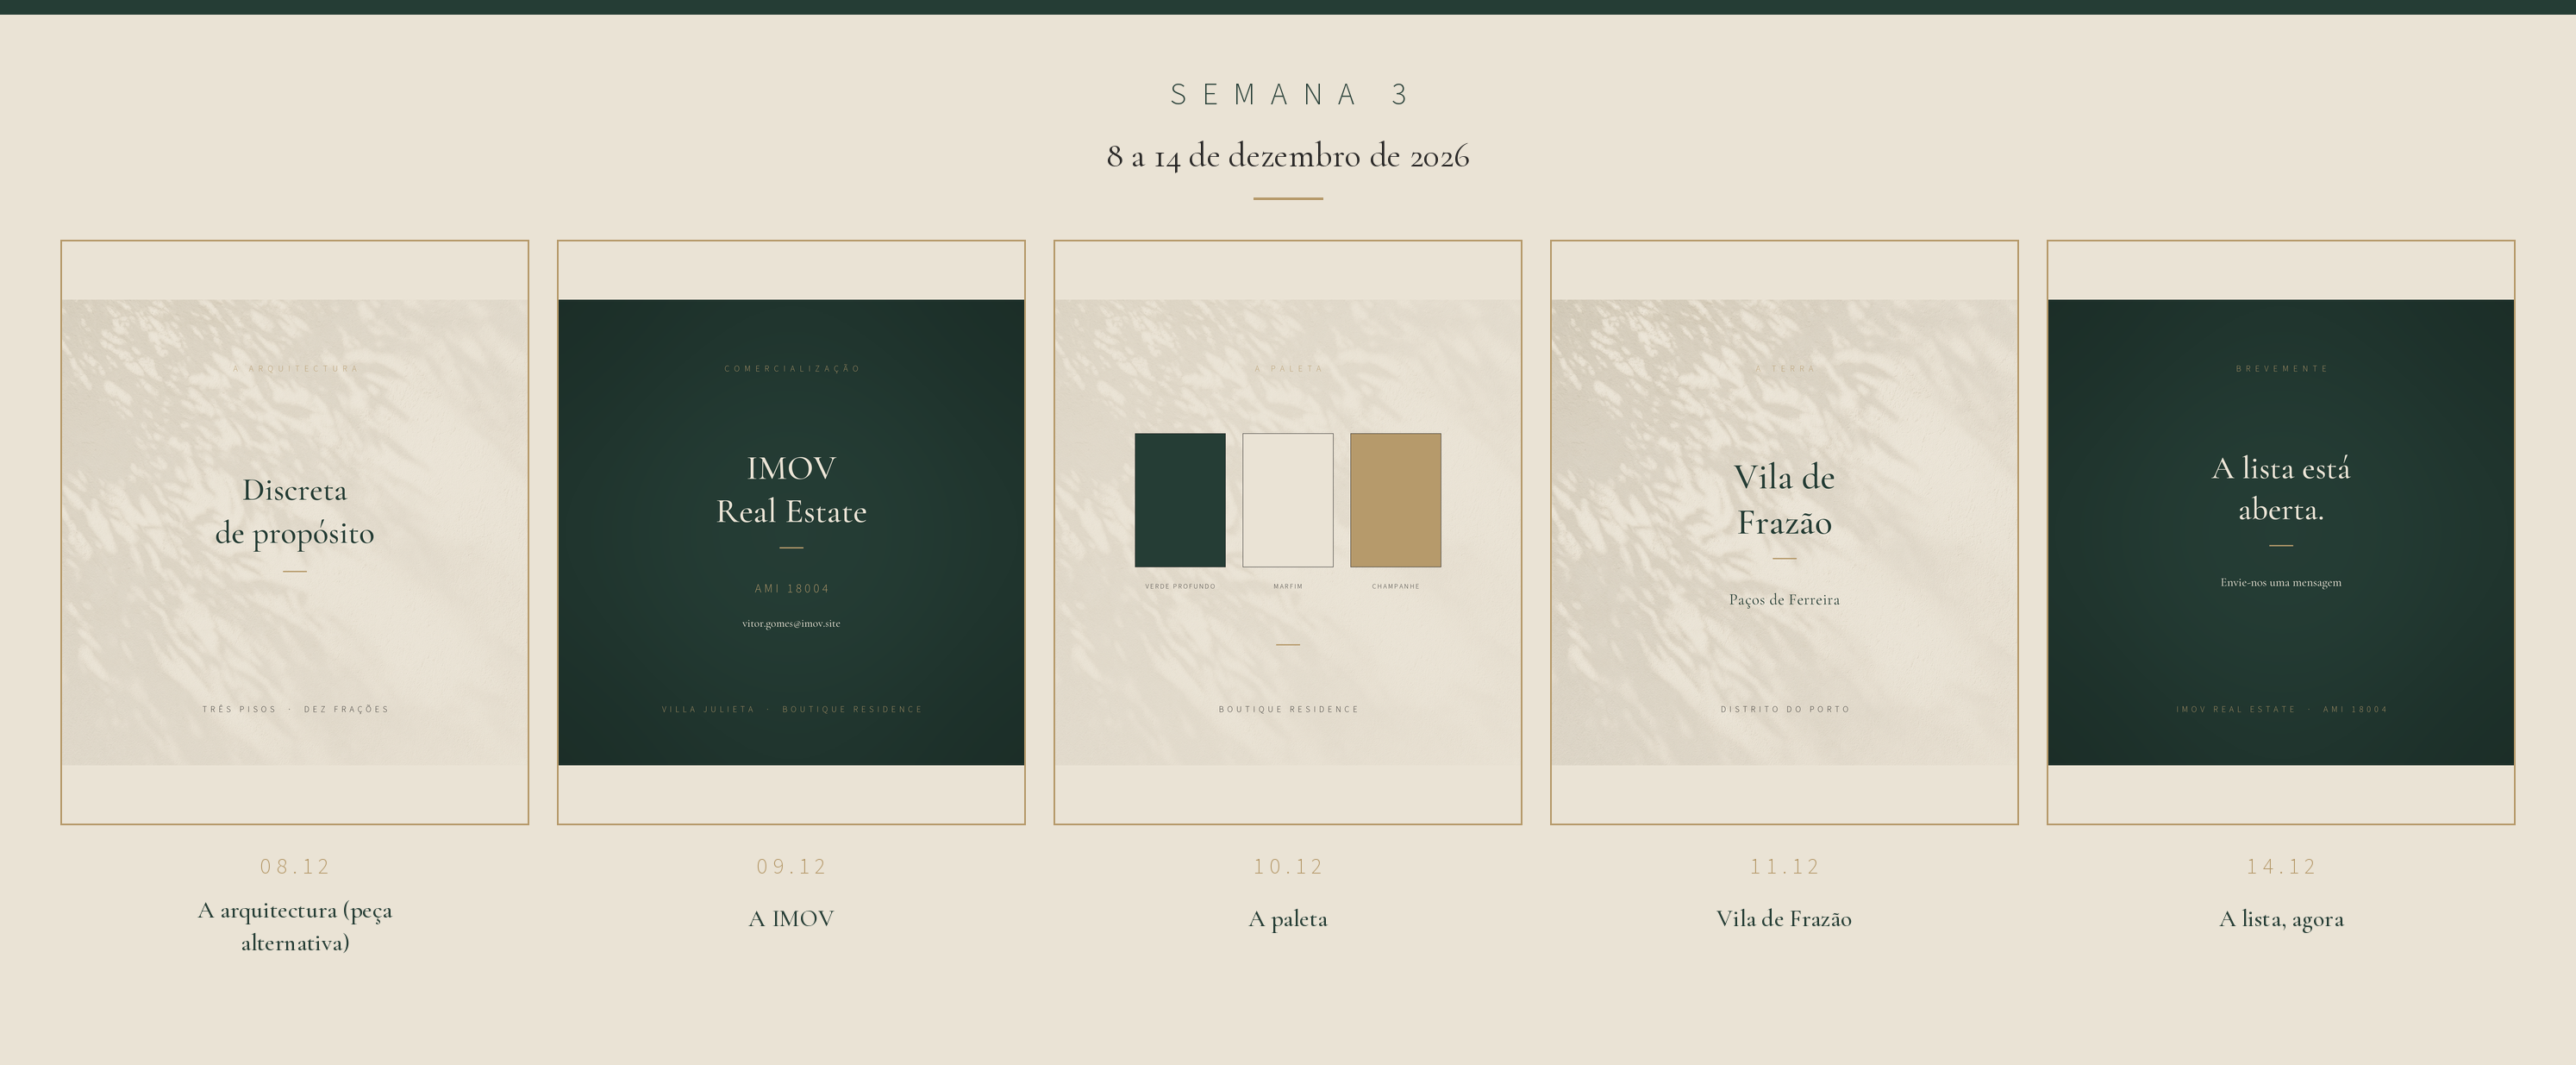 SEMANA 3
8 a 14 de dezembro de 2026
A ARQUITECTURA
Discreta
de propósito
TRÊS PISOS · DEZ FRAÇÕES
08.12
A arquitectura (peça
alternativa)
COMERCIALIZAÇÃO
IMOV
Real Estate
AMI 18004
vitor.gomes@imov.site
VILLA JULIETA · BOUTIQUE RESIDENCE
09.12
A IMOV
A PALETA
VERDE PROFUNDO
MARFIM
CHAMPANHE
BOUTIQUE RESIDENCE
10.12
A paleta
A TERRA
Vila de
Frazão
Paços de Ferreira
DISTRITO DO PORTO
11.12
Vila de Frazão
BREVEMENTE
A lista está
aberta.
Envie-nos uma mensagem
IMOV REAL ESTATE · AMI 18004
14.12
A lista, agora